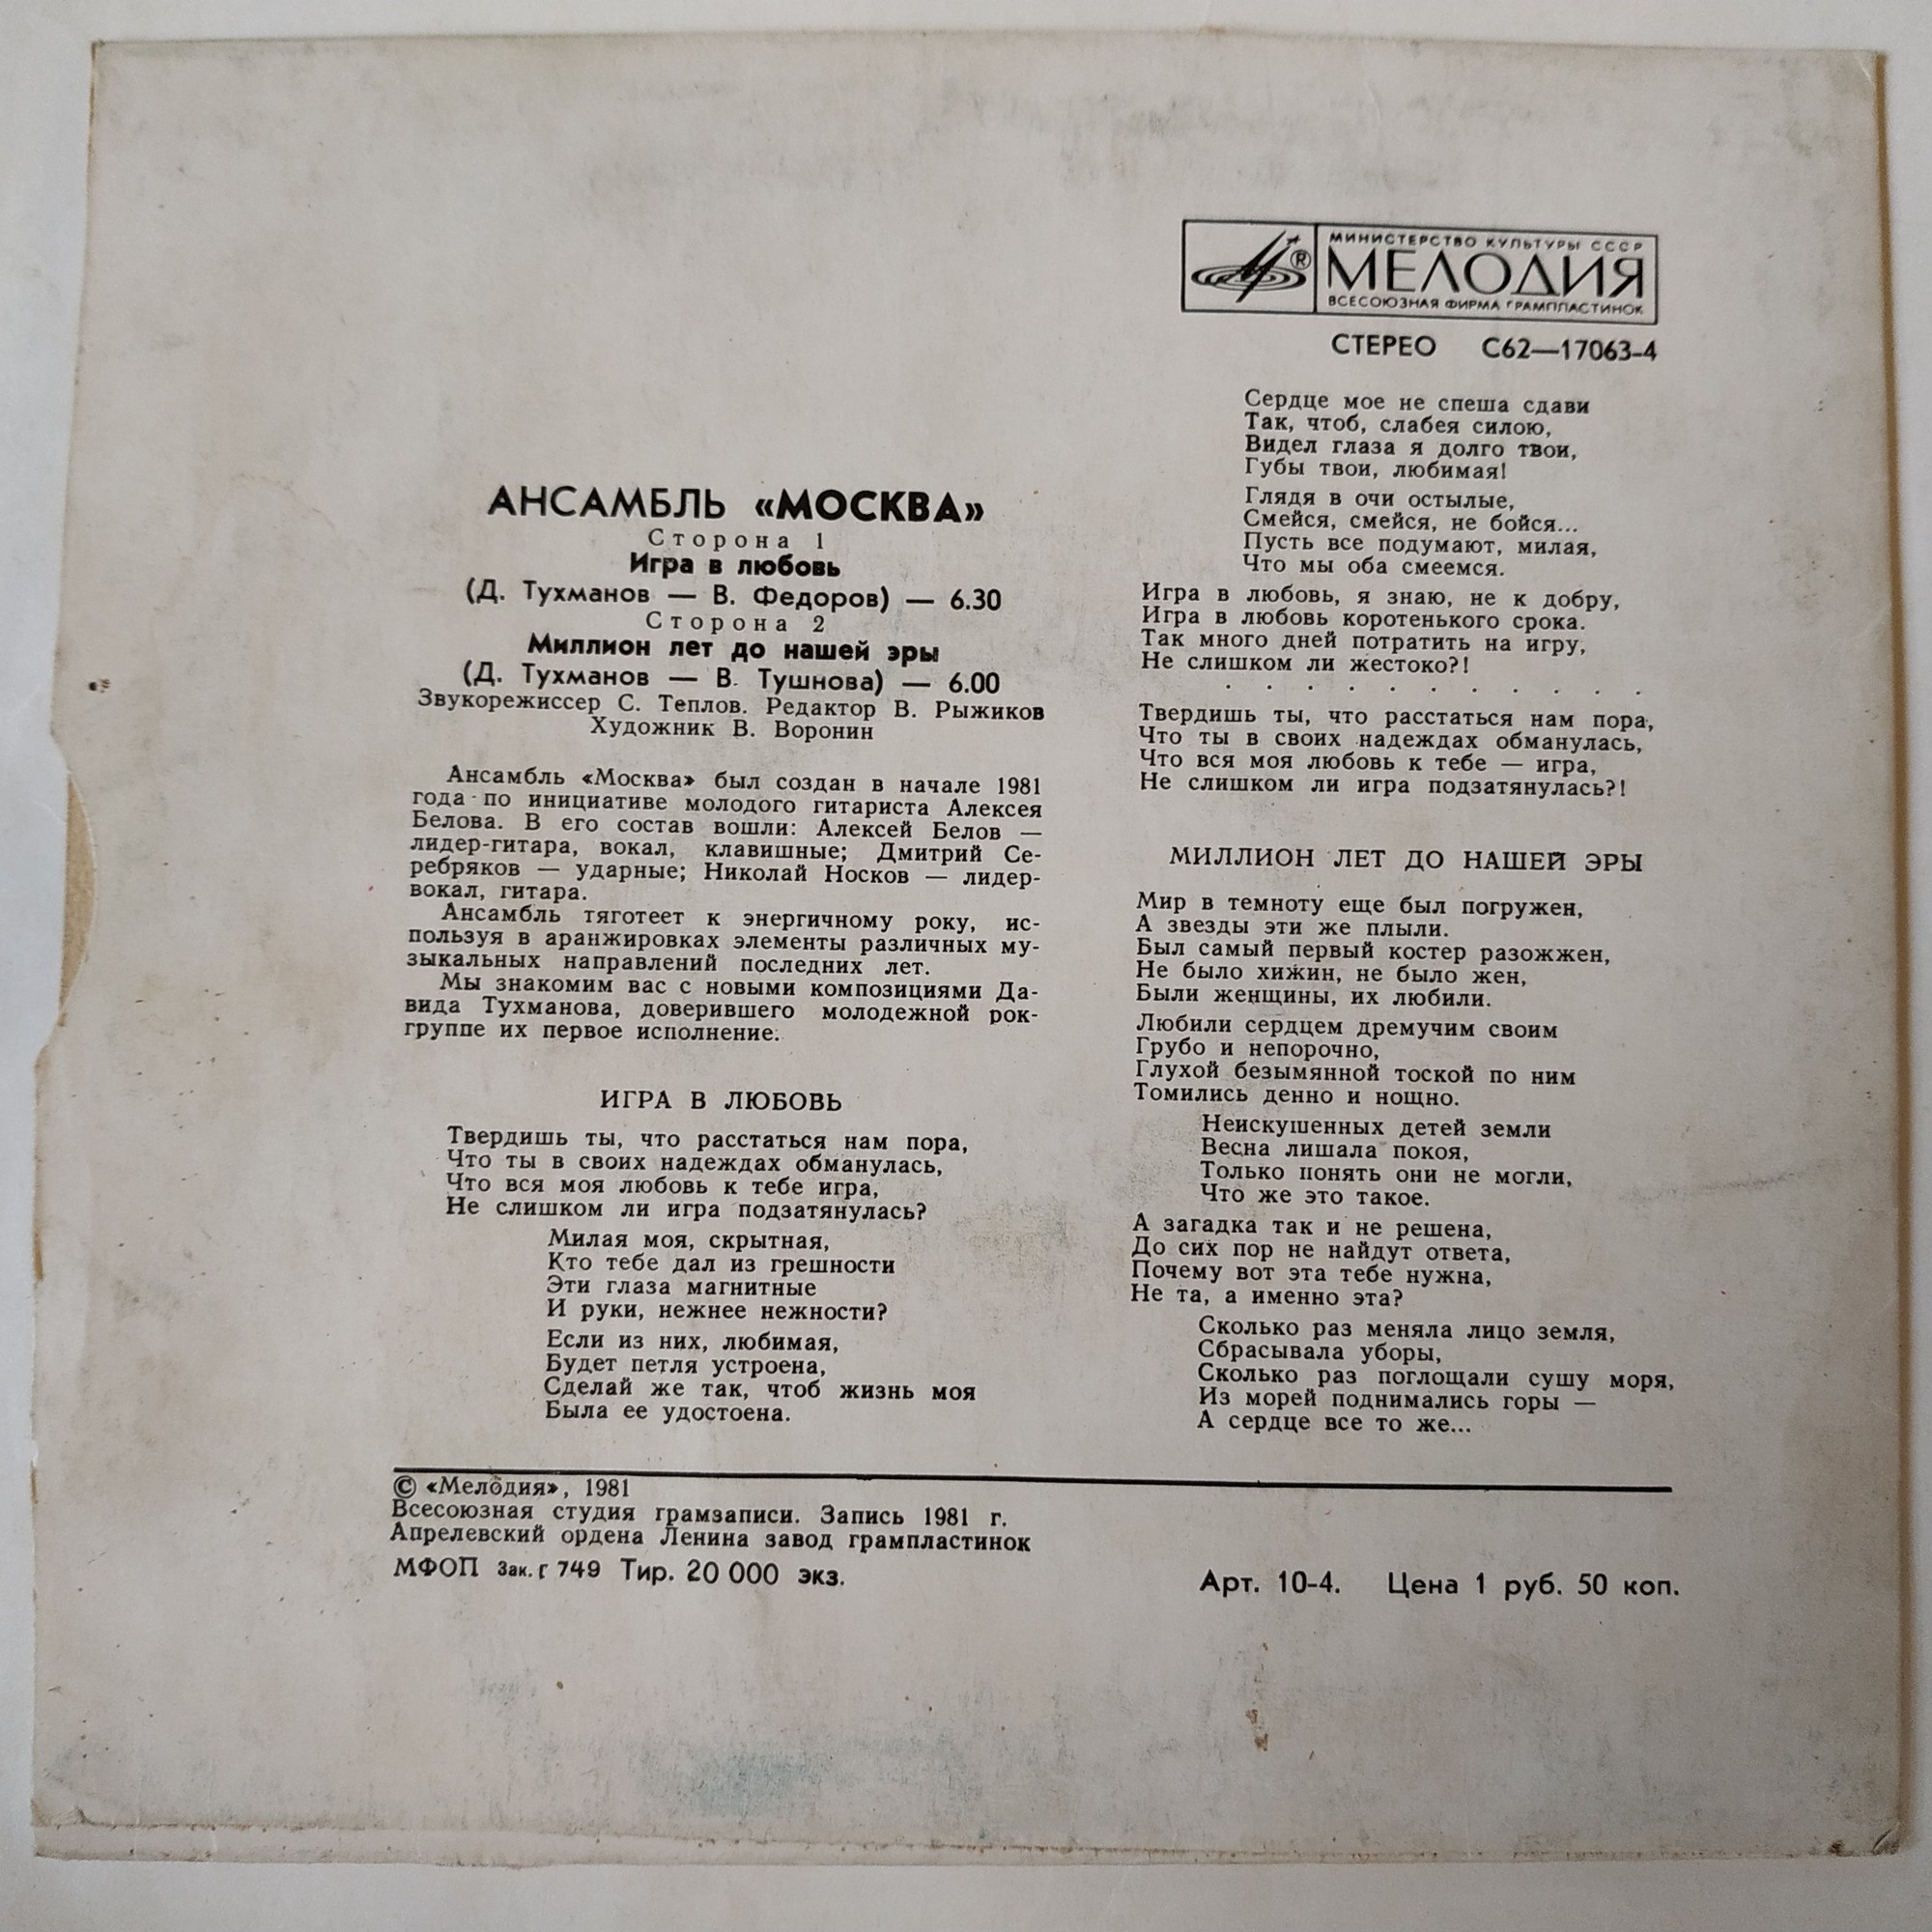 АНСАМБЛЬ «МОСКВА»
Сторона 1
Игра в любовь
(Д. Тухманов — В. Федоров) — 6.30
Сторона 2
Миллион лет до нашей эры
(Д. Тухманов — В. Тушнова) — 6.00
Звукорежиссер С. Теплов. Редактор В. Рыжиков
Художник В. Воронин
Ансамбль «Москва» был создан в начале 1981
года по инициативе молодого гитариста Алексея
Белова. В его состав вошли: Алексей Белов —
лидер-гитара, вокал, клавишные; Дмитрий Се-
ребряков — ударные; Николай Носков — лидер-
вокал, гитара.
Ансамбль тяготеет к энергичному року, ис-
пользуя в аранжировках элементы различных му-
зыкальных направлений последних лет.
Мы знакомим вас с новыми композициями Да-
вида Тухманова, доверившего молодежной рок-
группе их первое исполнение.
ИГРА В ЛЮБОВЬ
Твердишь ты, что расстаться нам пора,
Что ты в своих надеждах обманулась,
Что вся моя любовь к тебе игра,
Не слишком ли игра подзатянулась?
Милая моя, скрытная,
Кто тебе дал из грешности
Эти глаза магнитные
И руки, нежнее нежности?
Если из них, любимая,
Будет петля устроена,
Сделай же так, чтоб жизнь моя
Была ее удостоена.
МИНИСТЕРСТВО КУЛЬТУРЫ СССР
МЕЛОДИЯ
ВСЕСОЮЗНАЯ ФИРМА ГРАМПЛАСТИНОК
®
СТЕРЕО С62—17063-4
Сердце мое не спеша сдави
Так, чтоб, слабея силою,
Видел глаза я долго твои,
Губы твои, любимая!
Глядя в очи остылые,
Смейся, смейся, не бойся...
Пусть все подумают, милая,
Что мы оба смеемся.
Игра в любовь, я знаю, не к добру,
Игра в любовь коротенького срока.
Так много дней потратить на игру,
Не слишком ли жестоко?!
. . . . . . . . . . .
Твердишь ты, что расстаться нам пора,
Что ты в своих надеждах обманулась,
Что вся моя любовь к тебе — игра,
Не слишком ли игра подзатянулась?!
МИЛЛИОН ЛЕТ ДО НАШЕЙ ЭРЫ
Мир в темноту еще был погружен,
А звезды эти же плыли.
Был самый первый костер разожжен,
Не было хижин, не было жен,
Были женщины, их любили.
Любили сердцем дремучим своим
Грубо и непорочно,
Глухой безымянной тоской по ним
Томились денно и нощно.
Неискушенных детей земли
Весна лишала покоя,
Только понять они не могли,
Что же это такое.
А загадка так и не решена,
До сих пор не найдут ответа,
Почему вот эта тебе нужна,
Не та, а именно эта?
Сколько раз меняла лицо земля,
Сбрасывала уборы,
Сколько раз поглощали сушу моря,
Из морей поднимались горы —
А сердце все то же...
© «Мелодия», 1981
Всесоюзная студия грамзаписи. Запись 1981 г.
Апрелевский ордена Ленина завод грампластинок
МФОП Зак. Г 749 Тир. 20 000 экз.
Арт. 10-4. Цена 1 руб. 50 коп.